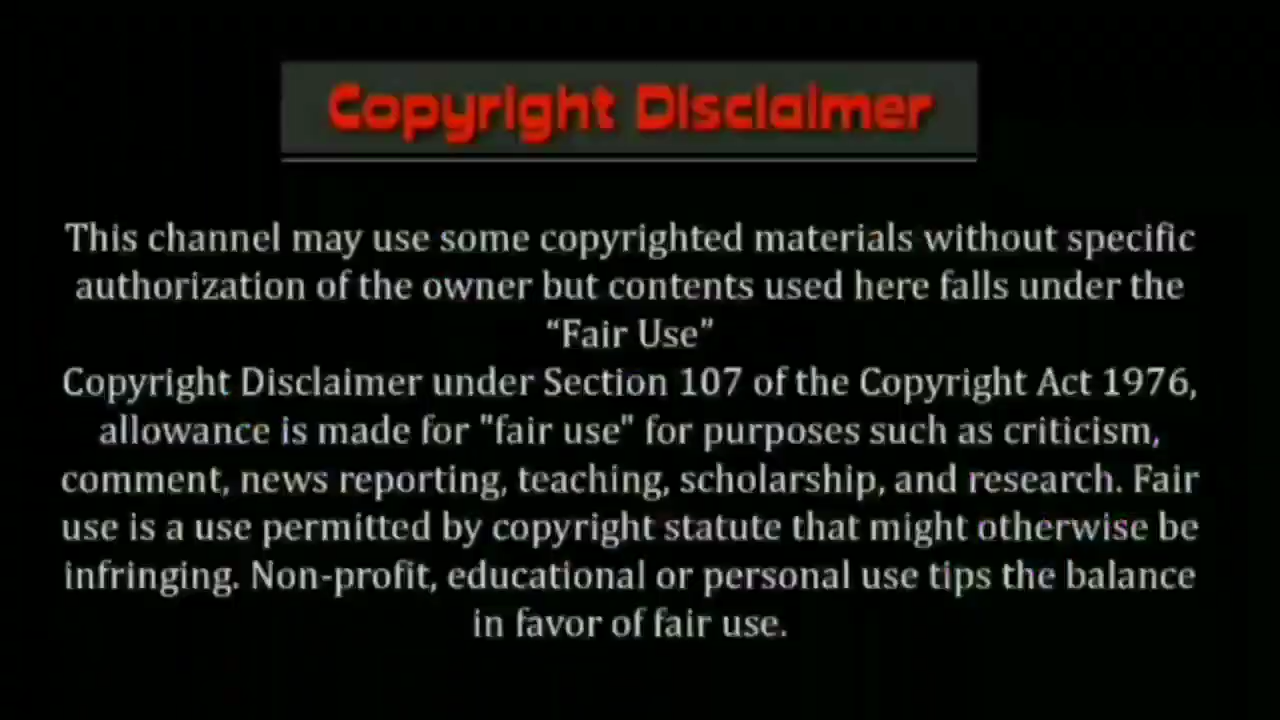 Copyright Disclaimer
This channel may use some copyrighted materials without specific
authorization of the owner but contents used here falls under the
“Fair Use”
Copyright Disclaimer under Section 107 of the Copyright Act 1976,
allowance is made for "fair use" for purposes such as criticism,
comment, news reporting, teaching, scholarship, and research. Fair
use is a use permitted by copyright statute that might otherwise be
infringing. Non-profit, educational or personal use tips the balance
in favor of fair use.